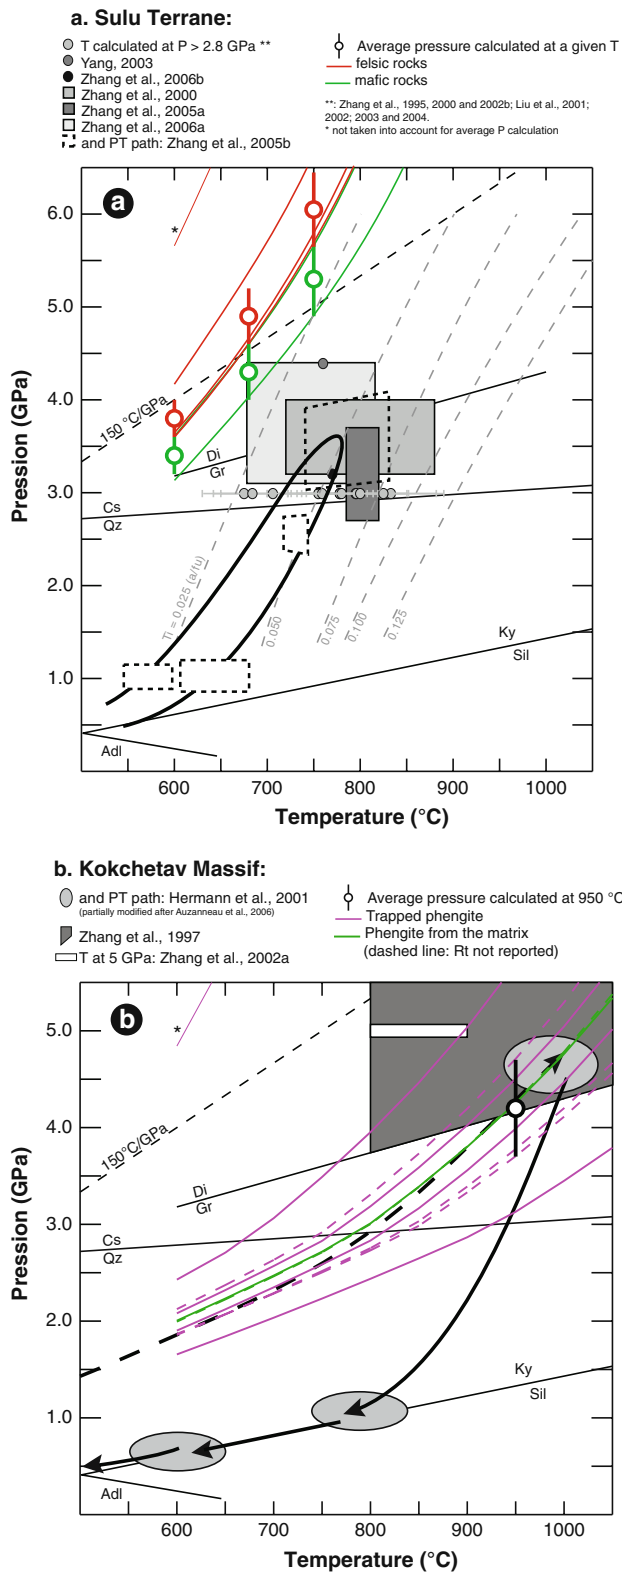 a. Sulu Terrane:
T calculated at P > 2.8 GPa **
Yang, 2003
Zhang et al., 2006b
Zhang et al., 2000
Zhang et al., 2005a
Zhang et al., 2006a
and PT path: Zhang et al., 2005b
Average pressure calculated at a given T
felsic rocks
mafic rocks
**: Zhang et al., 1995, 2000 and 2002b; Liu et al., 2001;
2002; 2003 and 2004.
* not taken into account for average P calculation
a
*
6.0
5.0
4.0
3.0
2.0
1.0
Pression (GPa)
150 °C/GPa
Di
Gr
Cs
Qz
Ti = 0.025 (a/fu)
0.050
0.075
0.100
0.125
Ky
Sil
Adl
600
700
800
900
1000
Temperature (°C)
b. Kokchetav Massif:
and PT path: Hermann et al., 2001
(partially modified after Auzanneau et al., 2006)
Zhang et al., 1997
T at 5 GPa: Zhang et al., 2002a
Average pressure calculated at 950 °C
Trapped phengite
Phengite from the matrix
(dashed line: Rt not reported)
b
*
5.0
4.0
3.0
2.0
1.0
Pression (GPa)
150°C/GPa
Di
Gr
Cs
Qz
Ky
Sil
Adl
600
700
800
900
1000
Temperature (°C)